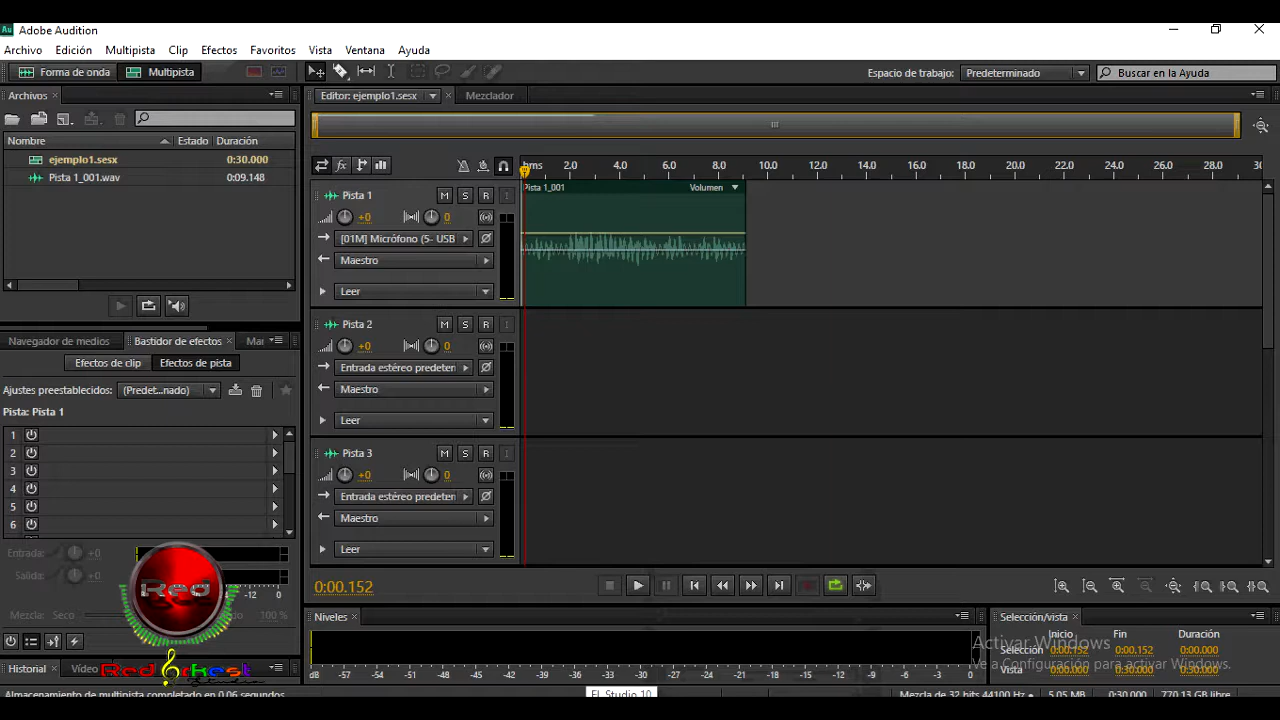 Au Adobe Audition
Archivo Edición Multipista Clip Efectos Favoritos Vista Ventana Ayuda
Forma de onda Multipista
Espacio de trabajo: Predeterminado Buscar en la Ayuda
Archivos
Nombre Estado Duración
ejemplo1.sesx 0:30.000
Pista 1_001.wav 0:09.148
Navegador de medios Bastidor de efectos Mar
Efectos de clip Efectos de pista
Ajustes preestablecidos: (Predet...nado)
Pista: Pista 1
1
2
3
4
5
6
Entrada: +0
Salida: +0
-12 0
Mezcla: Seco 100 %
Red
Red Orkest
Historial Vídeo
Almacenamiento de multipista completado en 0,06 segundos
Editor: ejemplo1.sesx Mezclador
fx
hms 2.0 4.0 6.0 8.0 10.0 12.0 14.0 16.0 18.0 20.0 22.0 24.0 26.0 28.0
Pista 1 M S R I
+0 0
[01M] Micrófono (5- USB
Maestro
Leer
Pista 1_001 Volumen
Pista 2 M S R I
+0 0
Entrada estéreo predeter
Maestro
Leer
Pista 3 M S R I
+0 0
Entrada estéreo predeter
Maestro
Leer
0:00.152
Niveles
dB -57 -54 -51 -48 -45 -42 -39 -36 -33 -30 -27 -24 -21 -18 -15 -12 -9 -6 -3 0
Selección/vista
Inicio Fin Duración
Selección 0:00.152 0:00.152 0:00.000
Vista 0:00.000 0:30.000 0:30.000
Activar Windows
Ve a Configuración para activar Windows.
FL Studio 10
Mezcla de 32 bits 44100 Hz 5,05 MB 0:30.000 770,13 GB libre